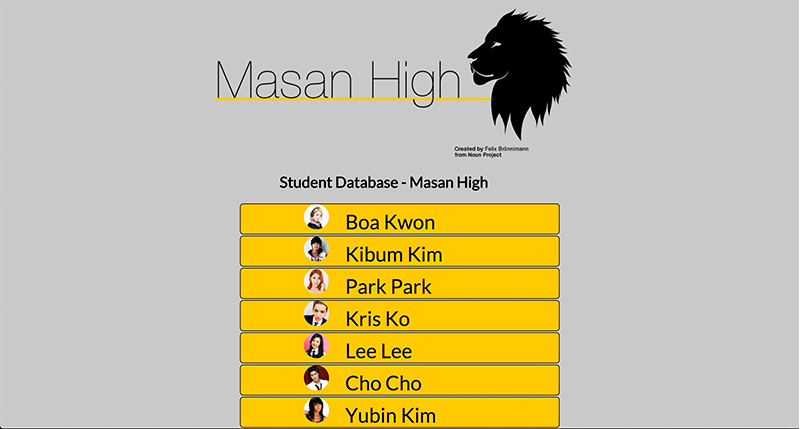 Masan High
Created by Felix Brönnimann
from Noun Project
Student Database - Masan High
Boa Kwon
Kibum Kim
Park Park
Kris Ko
Lee Lee
Cho Cho
Yubin Kim